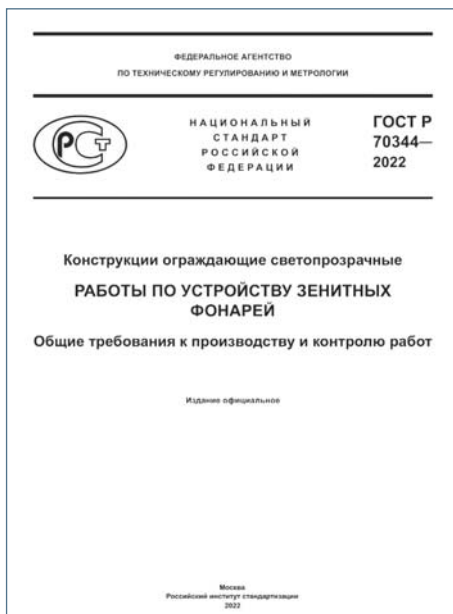 ФЕДЕРАЛЬНОЕ АГЕНТСТВО
ПО ТЕХНИЧЕСКОМУ РЕГУЛИРОВАНИЮ И МЕТРОЛОГИИ
НАЦИОНАЛЬНЫЙ
СТАНДАРТ
РОССИЙСКОЙ
ФЕДЕРАЦИИ
ГОСТ Р
70344—
2022
Конструкции ограждающие светопрозрачные
РАБОТЫ ПО УСТРОЙСТВУ ЗЕНИТНЫХ
ФОНАРЕЙ
Общие требования к производству и контролю работ
Издание официальное
Москва
Российский институт стандартизации
2022